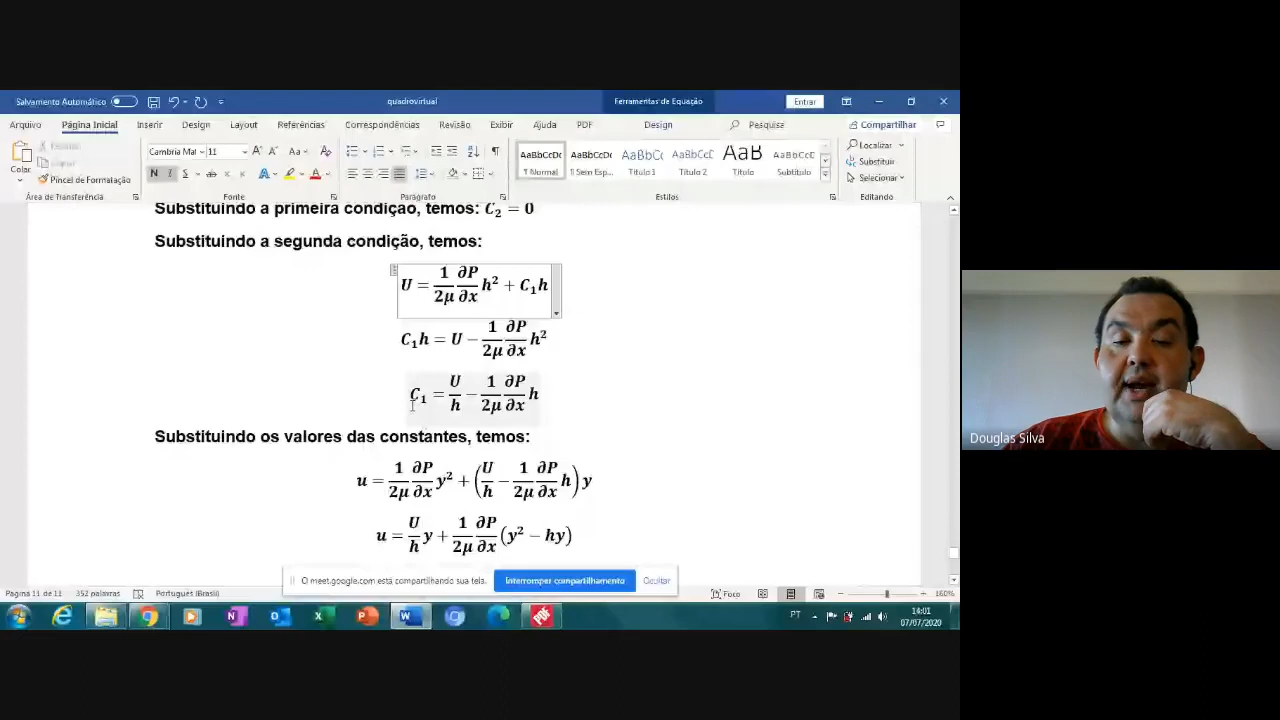 Salvamento Automático
quadrovirtual
Ferramentas de Equação
Entrar
Arquivo Página Inicial Inserir Design Layout Referências Correspondências Revisão Exibir Ajuda PDF Design Pesquisa Compartilhar
Colar
Pincel de Formatação
Cambria Mat 11
AaBbCcDc AaBbCcDc AaBbCc AaBbCcD AaB AaBbCcD
¶ Normal ¶ Sem Esp... Título 1 Título 2 Título Subtítulo
Localizar
Substituir
Selecionar
Área de Transferência Fonte Parágrafo Estilos Editando
Substituindo a primeira condição, temos: C₂ = 0
Substituindo a segunda condição, temos:
U = 1/2μ ∂P/∂x h² + C₁h
C₁h = U − 1/2μ ∂P/∂x h²
C₁ = U/h − 1/2μ ∂P/∂x h
Substituindo os valores das constantes, temos:
u = 1/2μ ∂P/∂x y² + (U/h − 1/2μ ∂P/∂x h) y
u = U/h y + 1/2μ ∂P/∂x (y² − hy)
O meet.google.com está compartilhando sua tela. Interromper compartilhamento Ocultar
Página 11 de 11 352 palavras Português (Brasil) Foco 160%
PT 14:01
07/07/2020
Douglas Silva